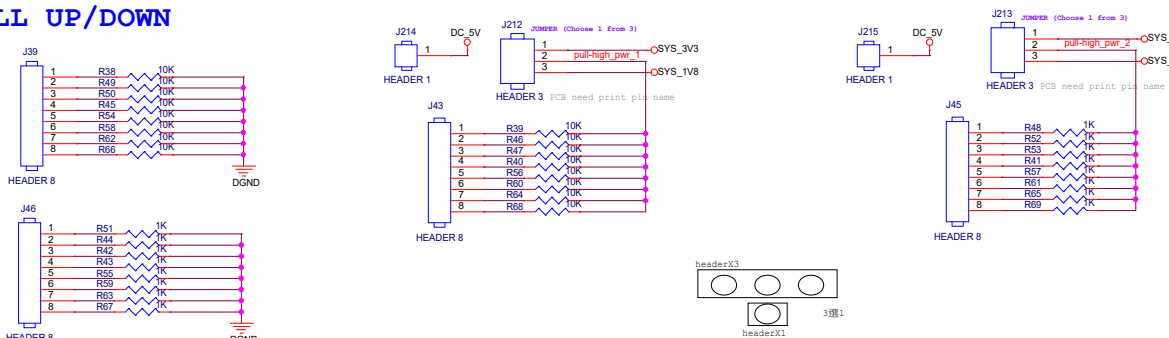 LL UP/DOWN
J39
1 R38 10K
2 R49 10K
3 R50 10K
4 R45 10K
5 R54 10K
6 R58 10K
7 R62 10K
8 R66 10K
HEADER 8
DGND
J46
1 R51 1K
2 R44 1K
3 R42 1K
4 R43 1K
5 R55 1K
6 R59 1K
7 R63 1K
8 R67 1K
HEADER 8
DGND
J214
1
DC_5V
HEADER 1
J212
JUMPER (Choose 1 from 3)
1 SYS_3V3
2 pull-high_pwr_1
3 SYS_1V8
HEADER 3
PCB need print pin name
J43
1 R39 10K
2 R46 10K
3 R47 10K
4 R40 10K
5 R56 10K
6 R60 10K
7 R64 10K
8 R68 10K
HEADER 8
J215
1
DC_5V
HEADER 1
J213
JUMPER (Choose 1 from 3)
1 SYS_
2 pull-high_pwr_2
3 SYS_
HEADER 3
PCB need print pin name
J45
1 R48 1K
2 R52 1K
3 R53 1K
4 R41 1K
5 R57 1K
6 R61 1K
7 R65 1K
8 R69 1K
HEADER 8
headerX3
3選1
headerX1